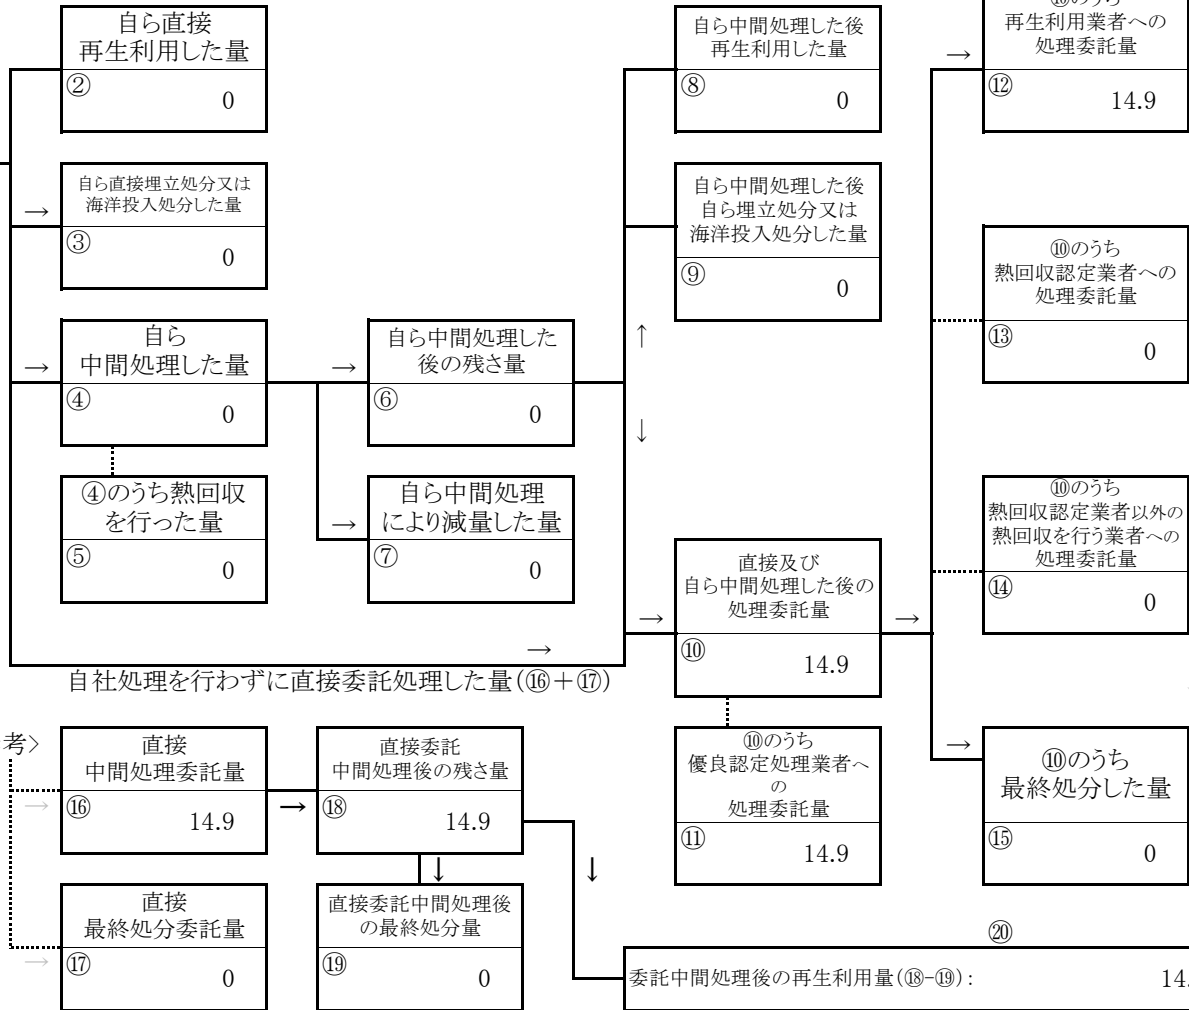 自ら直接
再生利用した量
②
0
自ら直接埋立処分又は
海洋投入処分した量
→
③
0
自ら
中間処理した量
→
④
0
④のうち熱回収
を行った量
⑤
0
自ら中間処理した
後の残さ量
→
⑥
0
自ら中間処理
により減量した量
→
⑦
0
自ら中間処理した後
再生利用した量
⑧
0
自ら中間処理した後
自ら埋立処分又は
海洋投入処分した量
⑨
0
↑
↓
直接及び
自ら中間処理した後の
処理委託量
→
⑩
14.9
⑩のうち
優良認定処理業者へ
の
処理委託量
⑪
14.9
→
⑩のうち
再生利用業者への
処理委託量
→
⑫
14.9
⑩のうち
熱回収認定業者への
処理委託量
⑬
0
⑩のうち
熱回収認定業者以外の
熱回収を行う業者への
処理委託量
⑭
0
⑩のうち
最終処分した量
→
⑮
0
→
自社処理を行わずに直接委託処理した量(⑯+⑰)
考>
直接
中間処理委託量
→
⑯
14.9
直接
最終処分委託量
→
⑰
0
直接委託
中間処理後の残さ量
→
⑱
14.9
↓
直接委託中間処理後
の最終処分量
⑲
0
↓
⑳
委託中間処理後の再生利用量(⑱-⑲):
14.